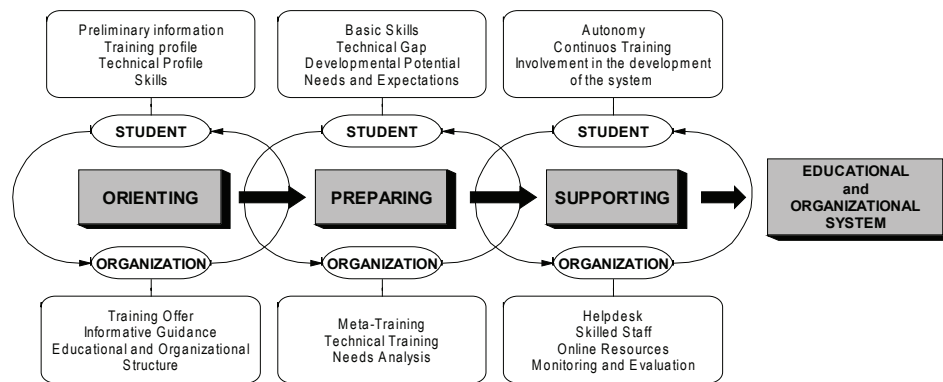 Preliminary information
Training profile
Technical Profile
Skills
Basic Skills
Technical Gap
Developmental Potential
Needs and Expectations
Autonomy
Continuos Training
Involvement in the development
of the system
STUDENT
STUDENT
STUDENT
ORIENTING
PREPARING
SUPPORTING
EDUCATIONAL
and
ORGANIZATIONAL
SYSTEM
ORGANIZATION
ORGANIZATION
ORGANIZATION
Training Offer
Informative Guidance
Educational and Organizational
Structure
Meta-Training
Technical Training
Needs Analysis
Helpdesk
Skilled Staff
Online Resources
Monitoring and Evaluation